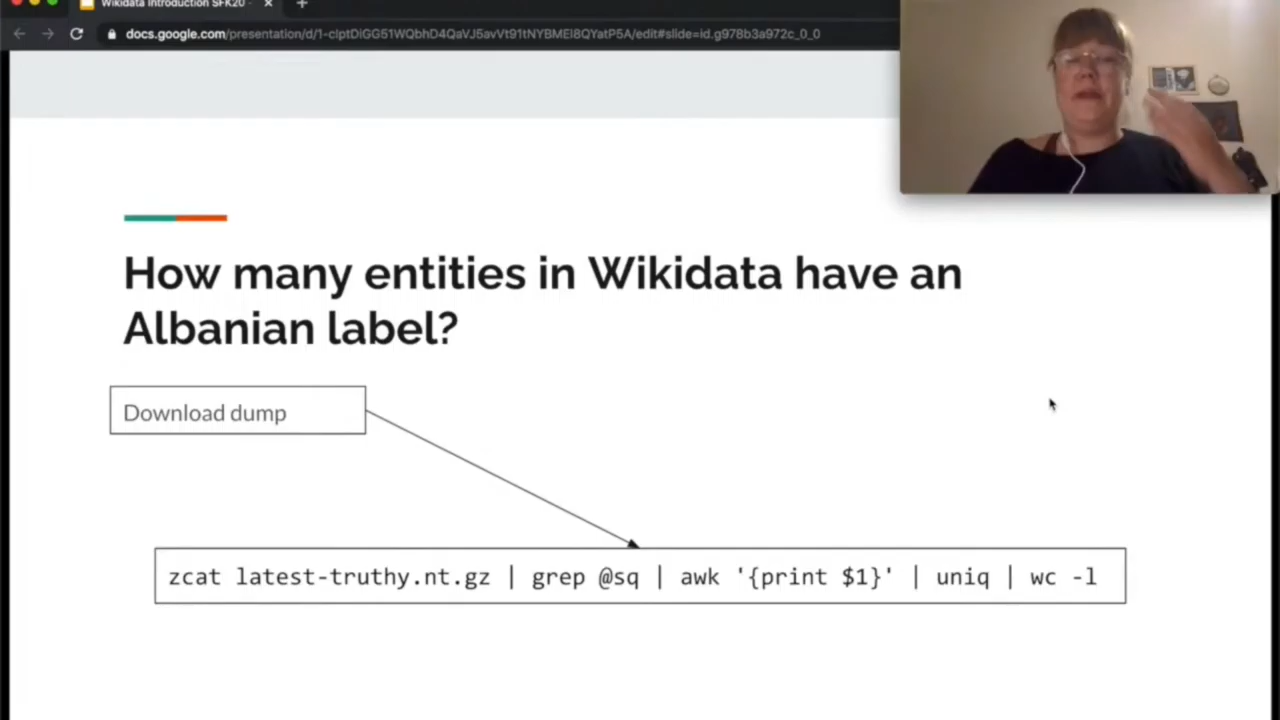 Wikidata Introduction SFK20 -
docs.google.com/presentation/d/1-clptDiGG51WQbhD4QaVJ5avVt91tNYBMEI8QYatP5A/edit#slide=id.g978b3a972c_0_0
How many entities in Wikidata have an
Albanian label?
Download dump
zcat latest-truthy.nt.gz | grep @sq | awk '{print $1}' | uniq | wc -l